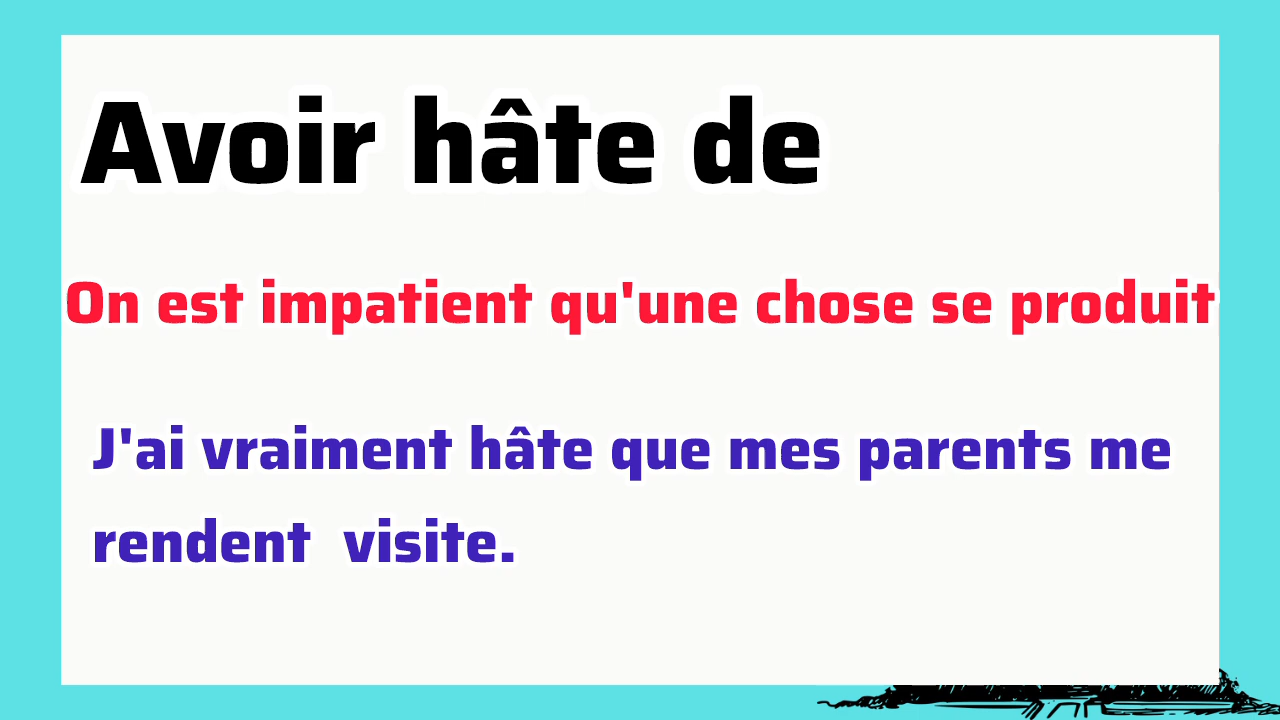 Avoir hâte de
On est impatient qu'une chose se produit
J'ai vraiment hâte que mes parents me
rendent visite.